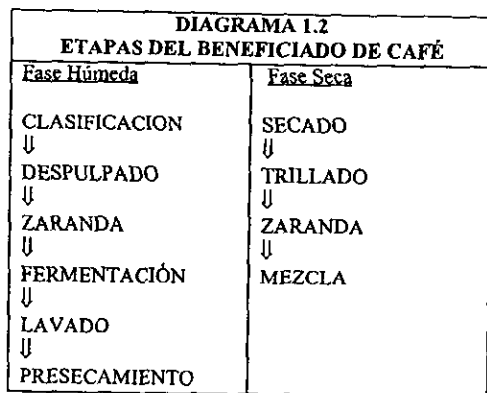 DIAGRAMA 1.2
ETAPAS DEL BENEFICIADO DE CAFÉ
Fase Húmeda
CLASIFICACION
⇓
DESPULPADO
⇓
ZARANDA
⇓
FERMENTACIÓN
⇓
LAVADO
⇓
PRESECAMIENTO
Fase Seca
SECADO
⇓
TRILLADO
⇓
ZARANDA
⇓
MEZCLA